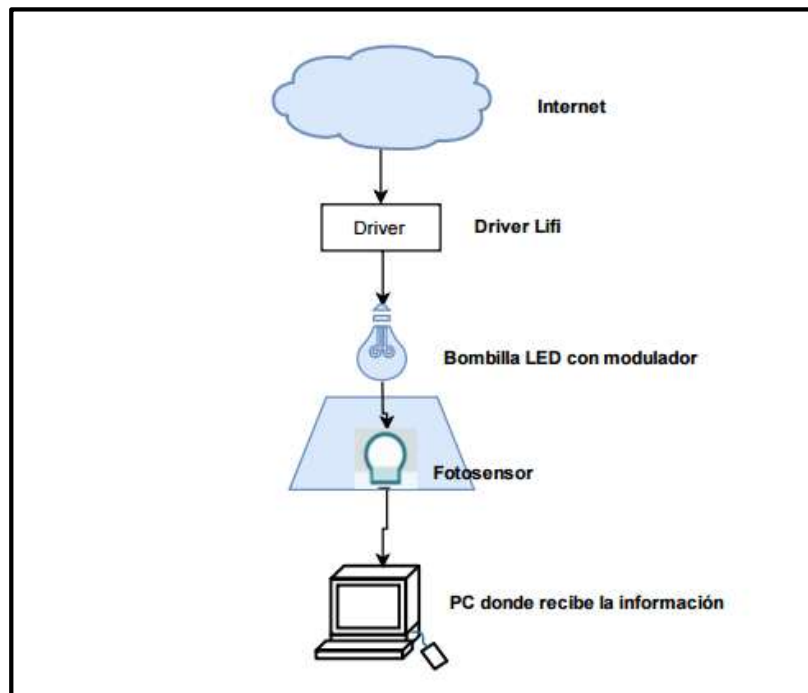 Internet
Driver
Driver Lifi
Bombilla LED con modulador
Fotosensor
PC donde recibe la información